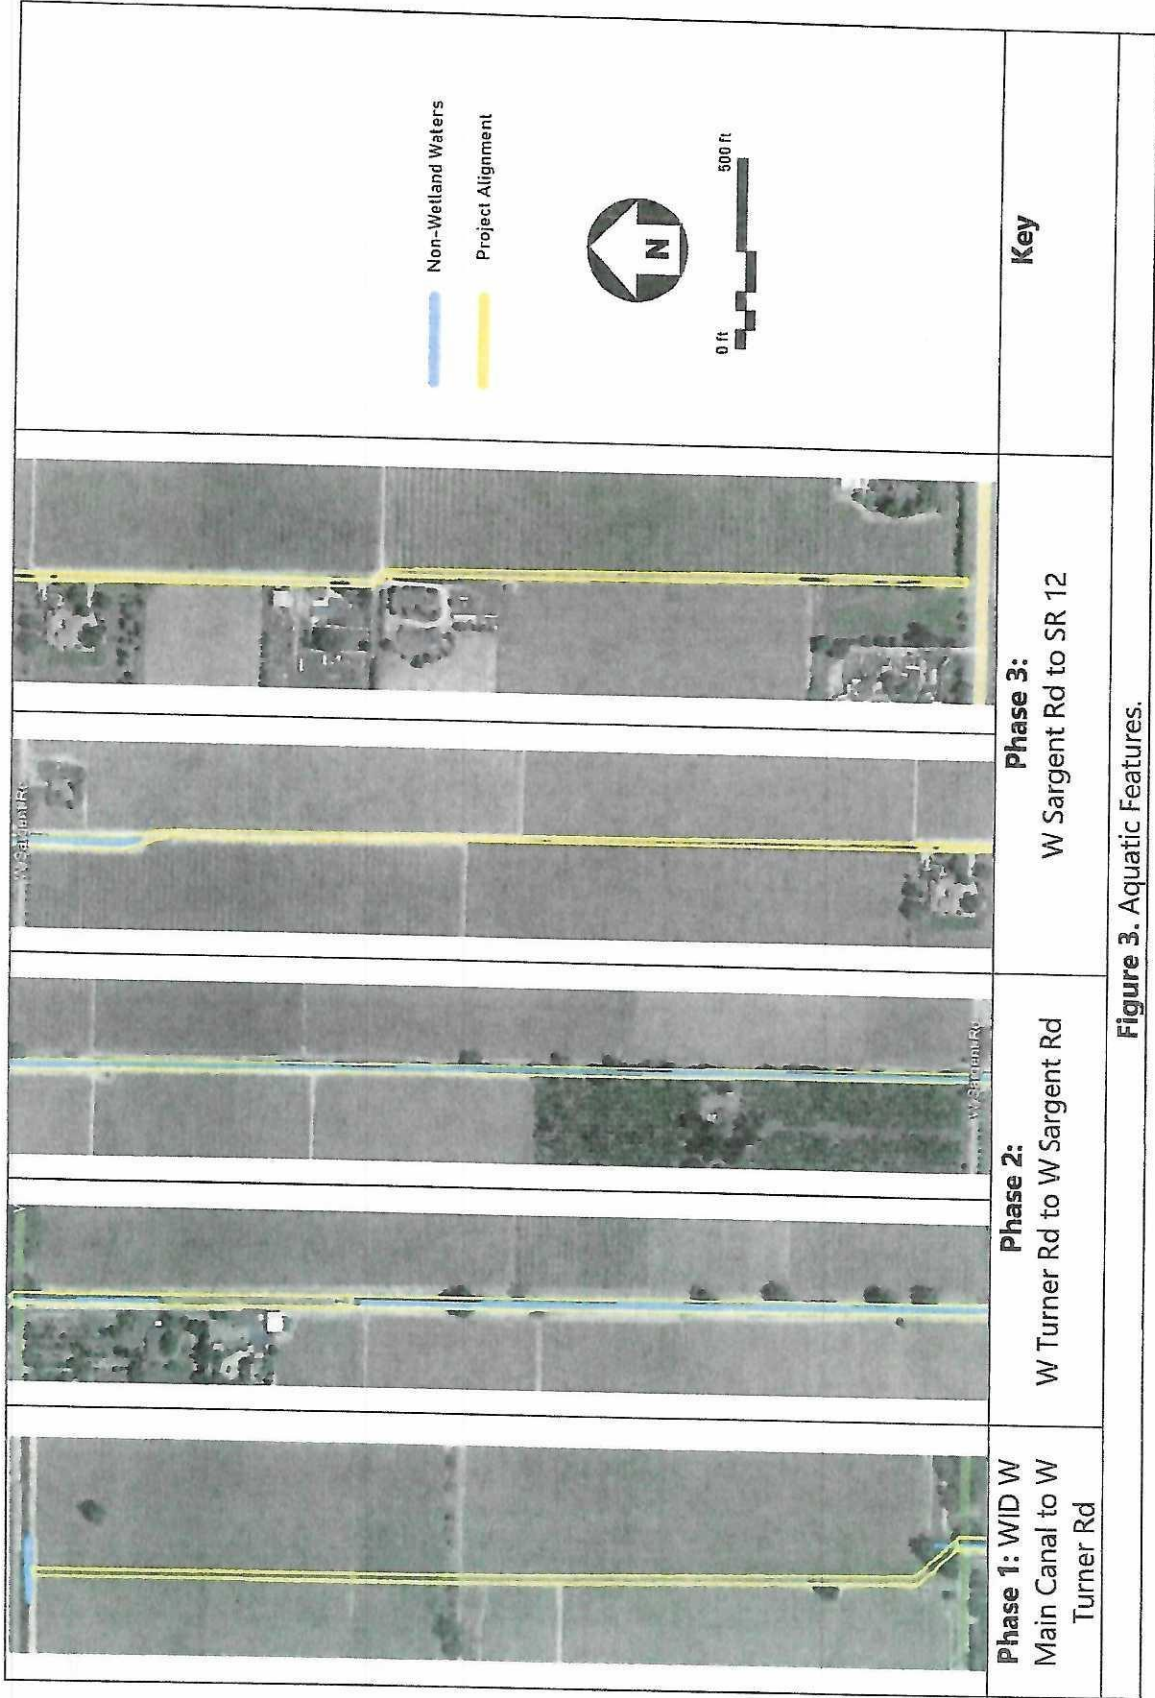 W Sargent Rd
W Sargent Rd
Non-Wetland Waters
Project Alignment
N
0 ft
500 ft
Phase 1: WID W
Main Canal to W
Turner Rd
Phase 2:
W Turner Rd to W Sargent Rd
Phase 3:
W Sargent Rd to SR 12
Key
Figure 3. Aquatic Features.